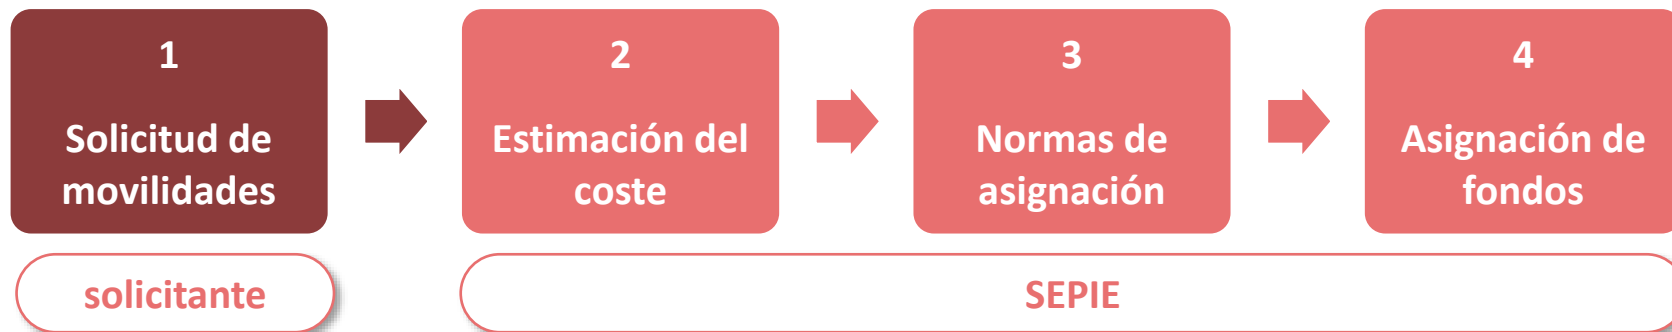 1
Solicitud de
movilidades
2
Estimación del
coste
3
Normas de
asignación
4
Asignación de
fondos
solicitante
SEPIE